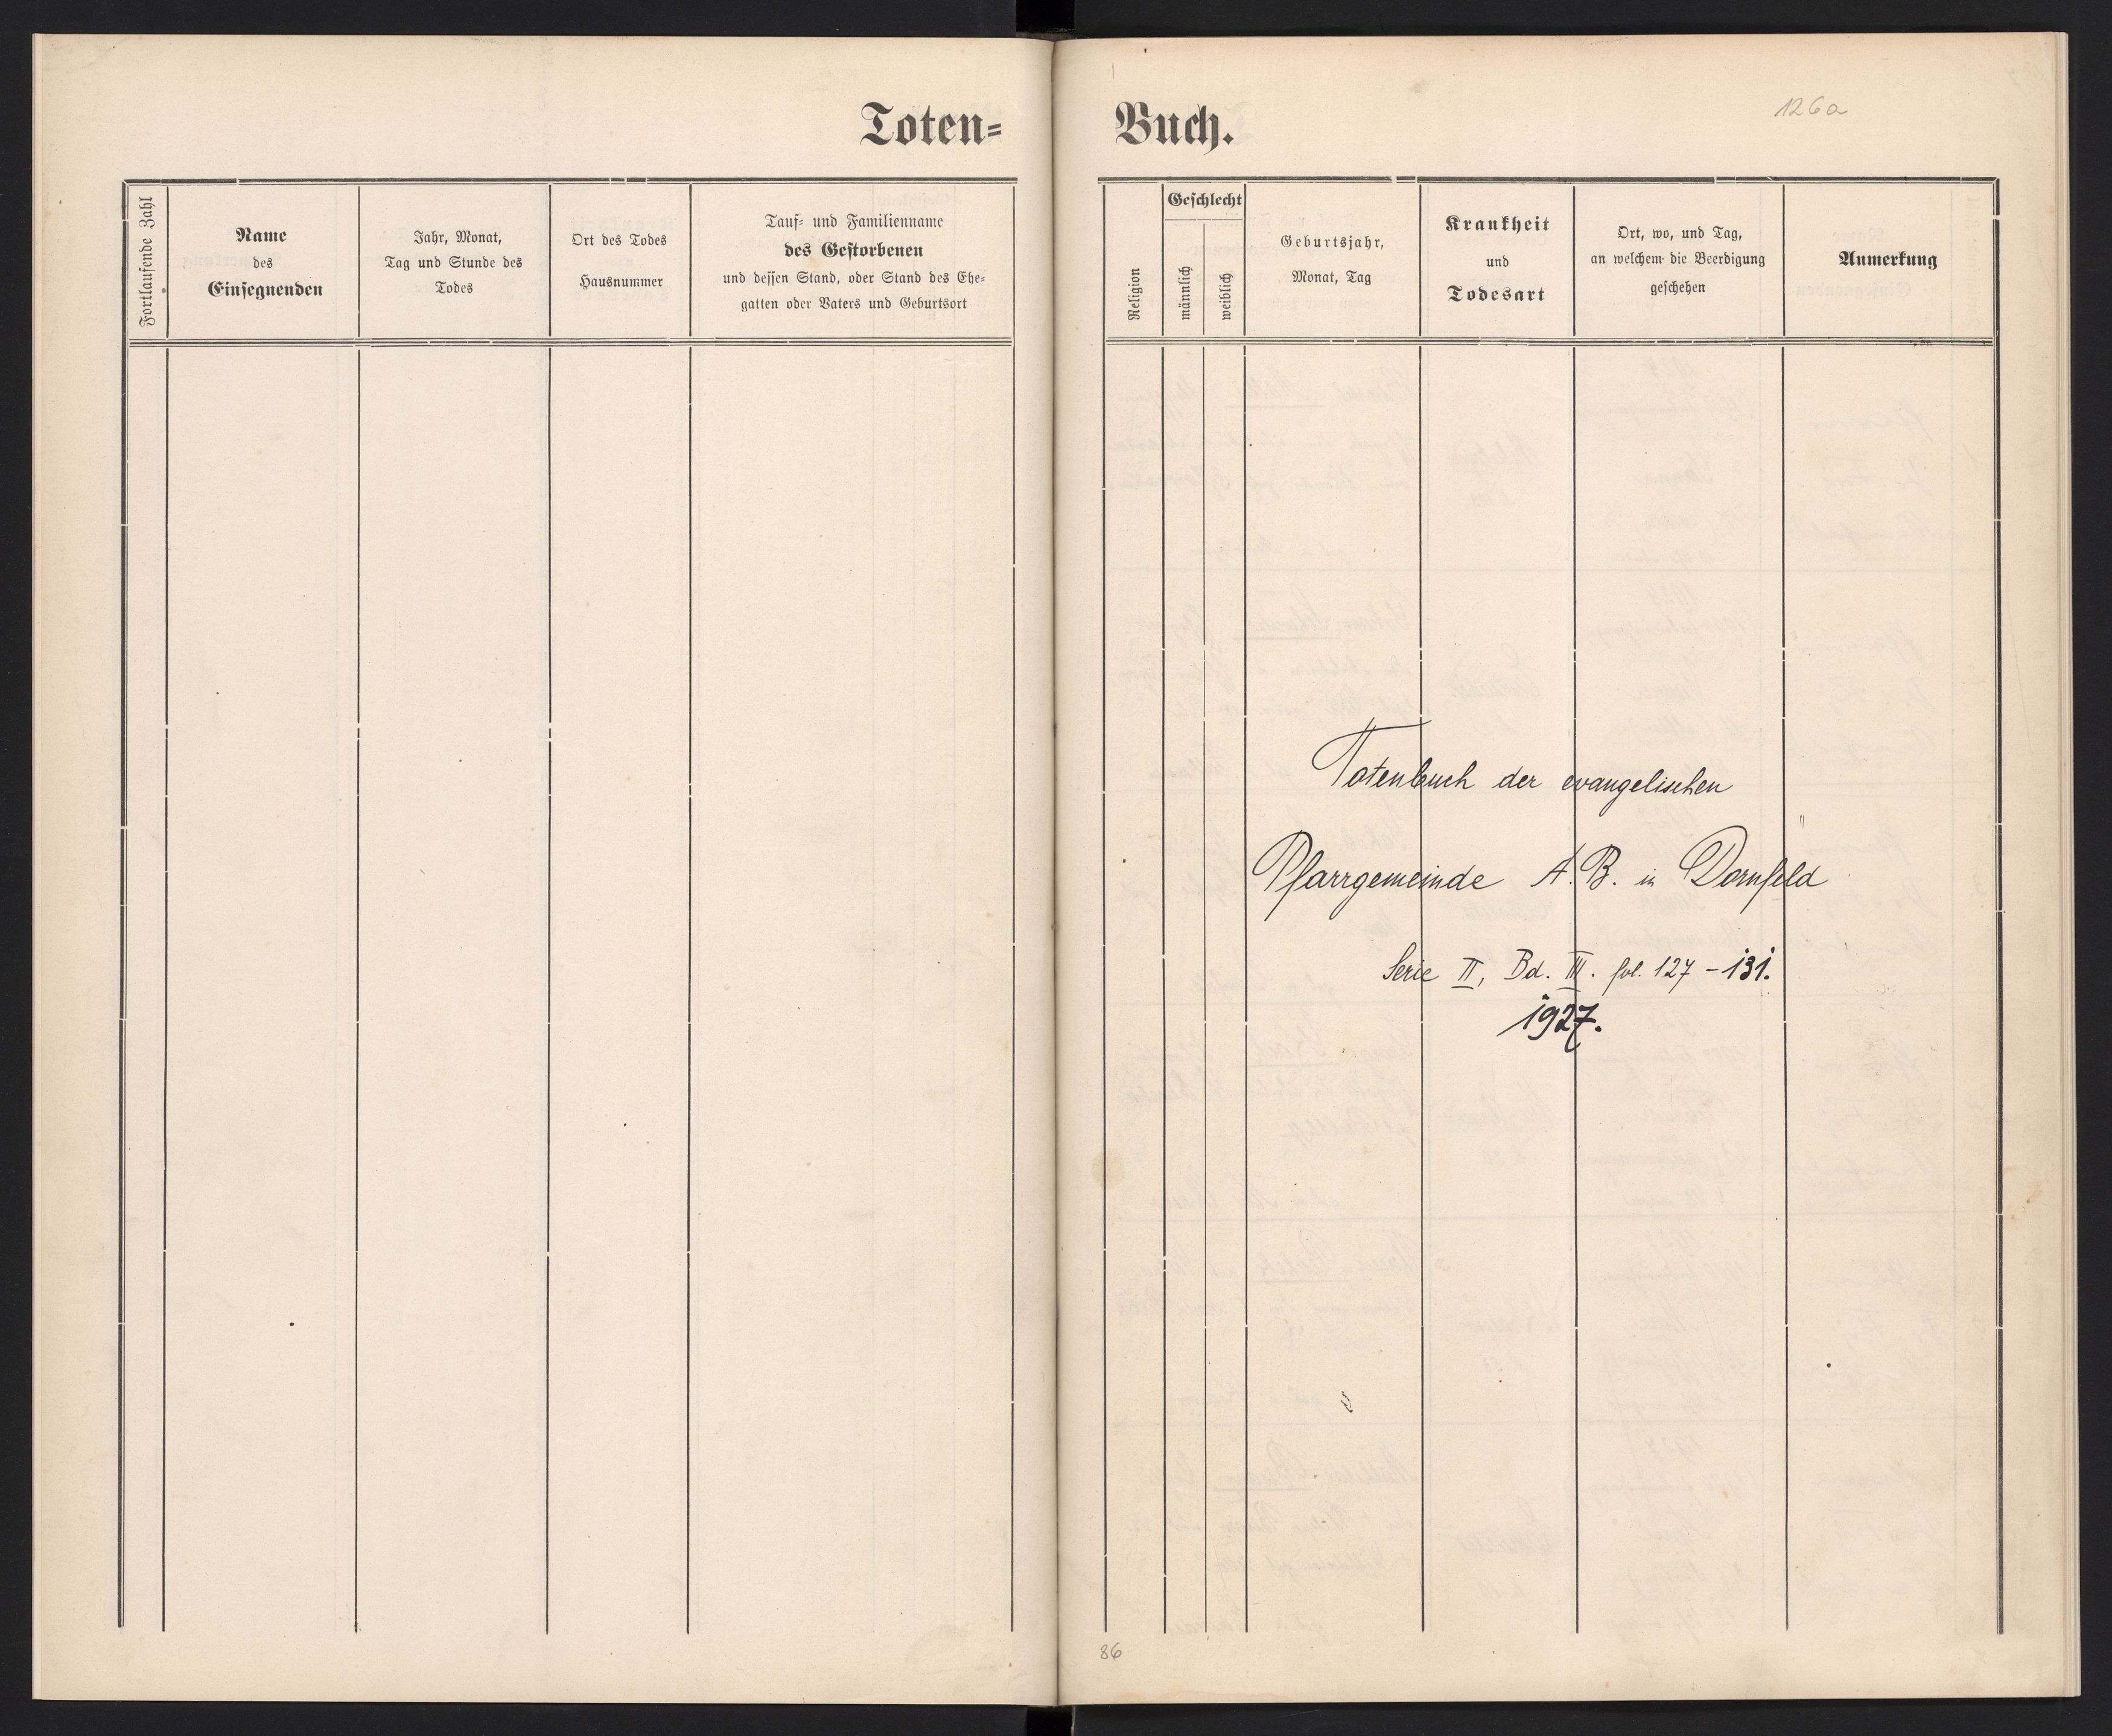 Toten=
Buch.
126a
Fortlaufende Zahl
Name
des
Einsegnenden
Jahr, Monat,
Tag und Stunde des
Todes
Ort des Todes
Hausnummer
Tauf= und Familienname
des Gestorbenen
und dessen Stand, oder Stand des Ehe=
gatten oder Vaters und Geburtsort
Religion
Geschlecht
männlich
weiblich
Geburtsjahr,
Monat, Tag
Krankheit
und
Todesart
Ort, wo, und Tag,
an welchem die Beerdigung
geschehen
Anmerkung
Totenbuch der evangelischen
Pfarrgemeinde A.B. in Dornfeld
Serie II, Bd. III. fol. 127 – 131.
1927.
86